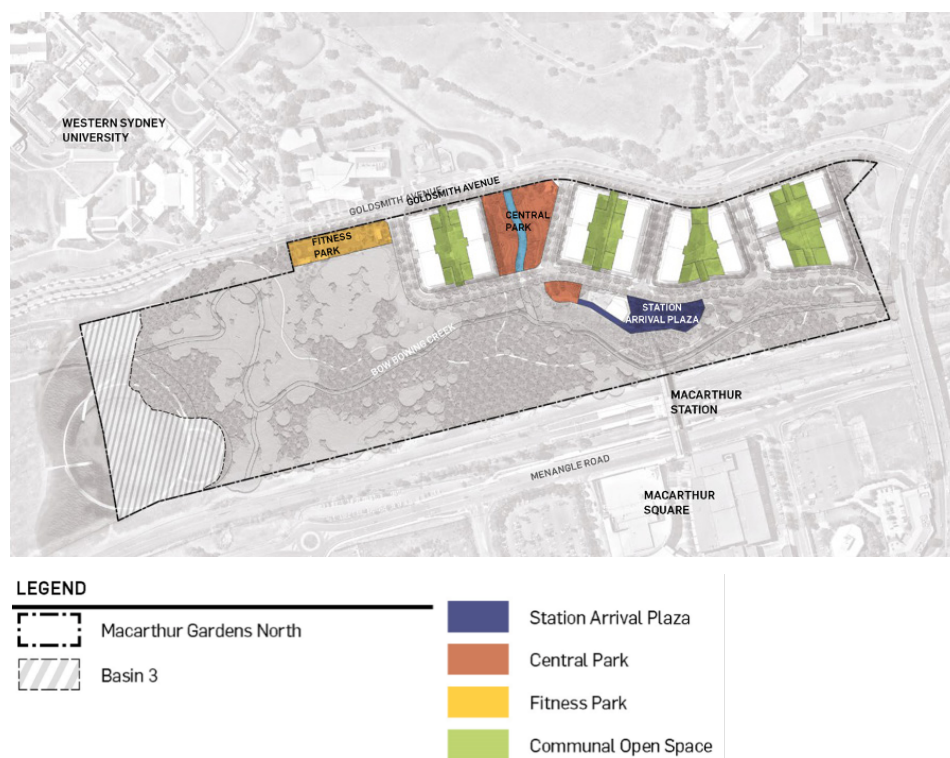 WESTERN SYDNEY
UNIVERSITY
GOLDSMITH AVENUE
GOLDSMITH AVENUE
CENTRAL
PARK
FITNESS
PARK
STATION
ARRIVAL PLAZA
BOW BOWING CREEK
MACARTHUR
STATION
MENANGLE ROAD
MACARTHUR
SQUARE
LEGEND
Macarthur Gardens North
Basin 3
Station Arrival Plaza
Central Park
Fitness Park
Communal Open Space